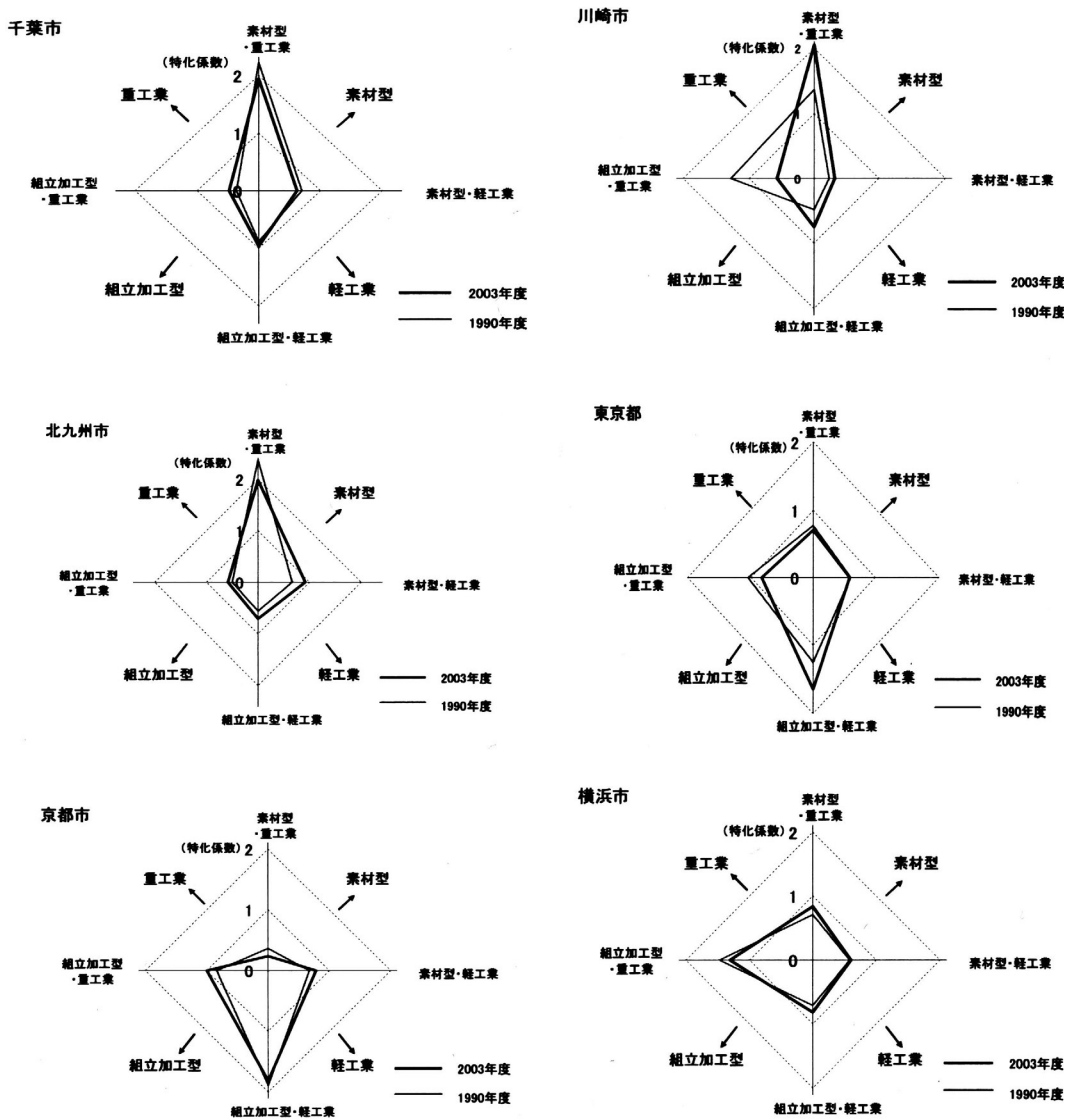 千葉市
素材型
・重工業
（特化係数）
2
重工業
素材型
1
組立加工型
・重工業
0
素材型・軽工業
組立加工型
軽工業
2003年度
1990年度
組立加工型・軽工業
川崎市
素材型
・重工業
（特化係数）
2
重工業
素材型
1
組立加工型
・重工業
0
素材型・軽工業
組立加工型
軽工業
2003年度
1990年度
組立加工型・軽工業
北九州市
素材型
・重工業
（特化係数）
2
重工業
素材型
1
組立加工型
・重工業
0
素材型・軽工業
組立加工型
軽工業
2003年度
1990年度
組立加工型・軽工業
東京都
素材型
・重工業
（特化係数）
2
重工業
素材型
1
組立加工型
・重工業
0
素材型・軽工業
組立加工型
軽工業
2003年度
1990年度
組立加工型・軽工業
京都市
素材型
・重工業
（特化係数）
2
重工業
素材型
1
組立加工型
・重工業
0
素材型・軽工業
組立加工型
軽工業
2003年度
1990年度
組立加工型・軽工業
横浜市
素材型
・重工業
（特化係数）
2
重工業
素材型
1
組立加工型
・重工業
0
素材型・軽工業
組立加工型
軽工業
2003年度
1990年度
組立加工型・軽工業